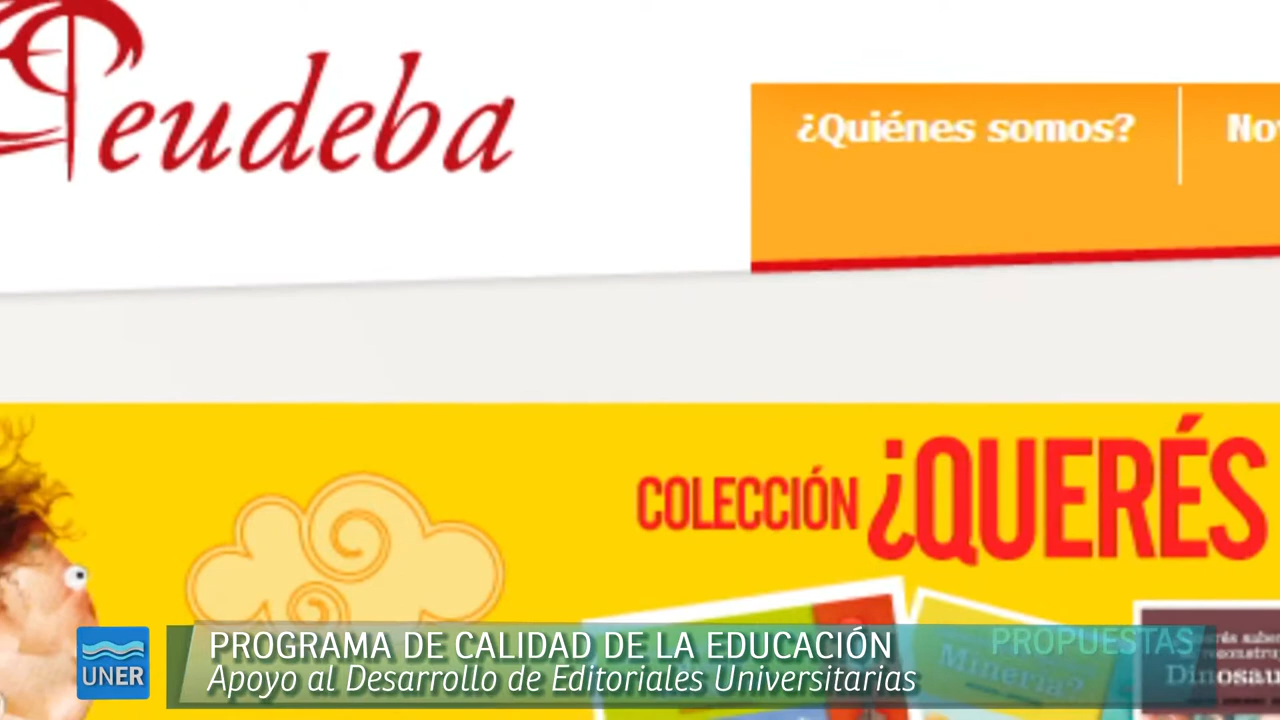 eudeba
¿Quiénes somos?
COLECCIÓN ¿QUERÉS
PROGRAMA DE CALIDAD DE LA EDUCACIÓN
Apoyo al Desarrollo de Editoriales Universitarias
PROPUESTAS
UNER
Minería?